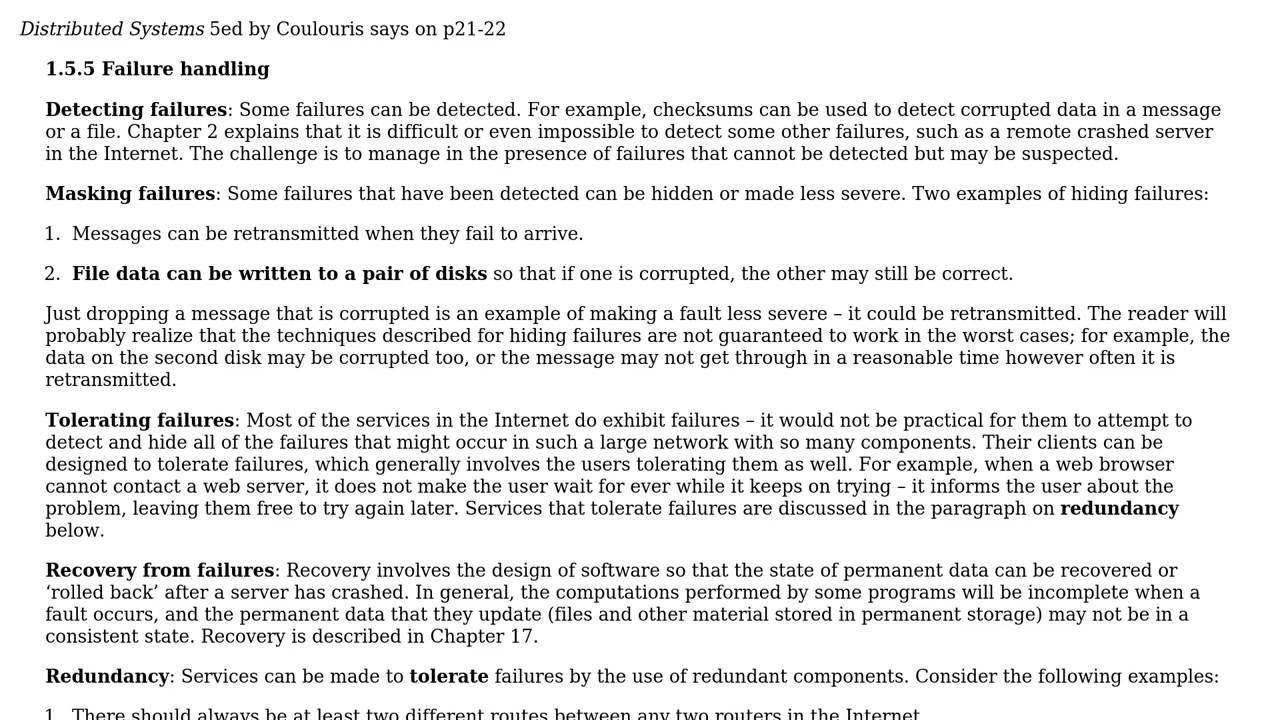 Distributed Systems 5ed by Coulouris says on p21-22
1.5.5 Failure handling
Detecting failures: Some failures can be detected. For example, checksums can be used to detect corrupted data in a message
or a file. Chapter 2 explains that it is difficult or even impossible to detect some other failures, such as a remote crashed server
in the Internet. The challenge is to manage in the presence of failures that cannot be detected but may be suspected.
Masking failures: Some failures that have been detected can be hidden or made less severe. Two examples of hiding failures:
1. Messages can be retransmitted when they fail to arrive.
2. File data can be written to a pair of disks so that if one is corrupted, the other may still be correct.
Just dropping a message that is corrupted is an example of making a fault less severe – it could be retransmitted. The reader will
probably realize that the techniques described for hiding failures are not guaranteed to work in the worst cases; for example, the
data on the second disk may be corrupted too, or the message may not get through in a reasonable time however often it is
retransmitted.
Tolerating failures: Most of the services in the Internet do exhibit failures – it would not be practical for them to attempt to
detect and hide all of the failures that might occur in such a large network with so many components. Their clients can be
designed to tolerate failures, which generally involves the users tolerating them as well. For example, when a web browser
cannot contact a web server, it does not make the user wait for ever while it keeps on trying – it informs the user about the
problem, leaving them free to try again later. Services that tolerate failures are discussed in the paragraph on redundancy
below.
Recovery from failures: Recovery involves the design of software so that the state of permanent data can be recovered or
‘rolled back’ after a server has crashed. In general, the computations performed by some programs will be incomplete when a
fault occurs, and the permanent data that they update (files and other material stored in permanent storage) may not be in a
consistent state. Recovery is described in Chapter 17.
Redundancy: Services can be made to tolerate failures by the use of redundant components. Consider the following examples:
1. There should always be at least two different routes between any two routers in the Internet.